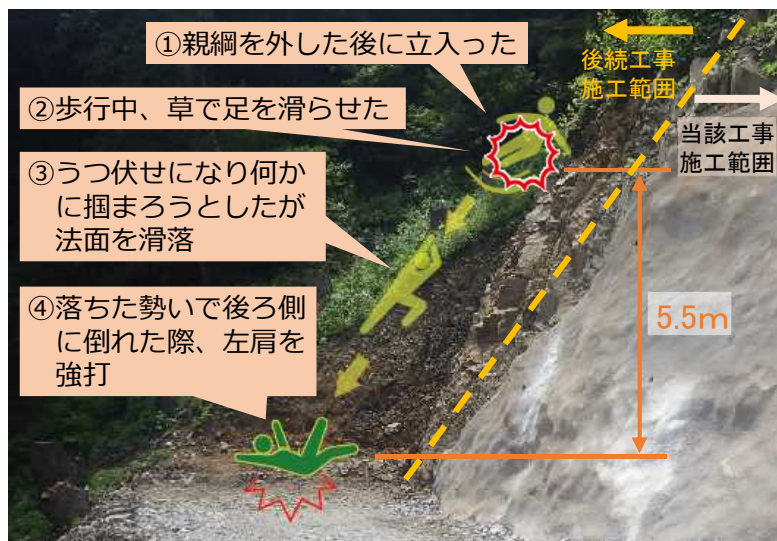 ①親綱を外した後に立入った
後続工事
施工範囲
②歩行中、草で足を滑らせた
当該工事
施工範囲
③うつ伏せになり何か
に掴まろうとしたが
法面を滑落
5.5m
④落ちた勢いで後ろ側
に倒れた際、左肩を
強打